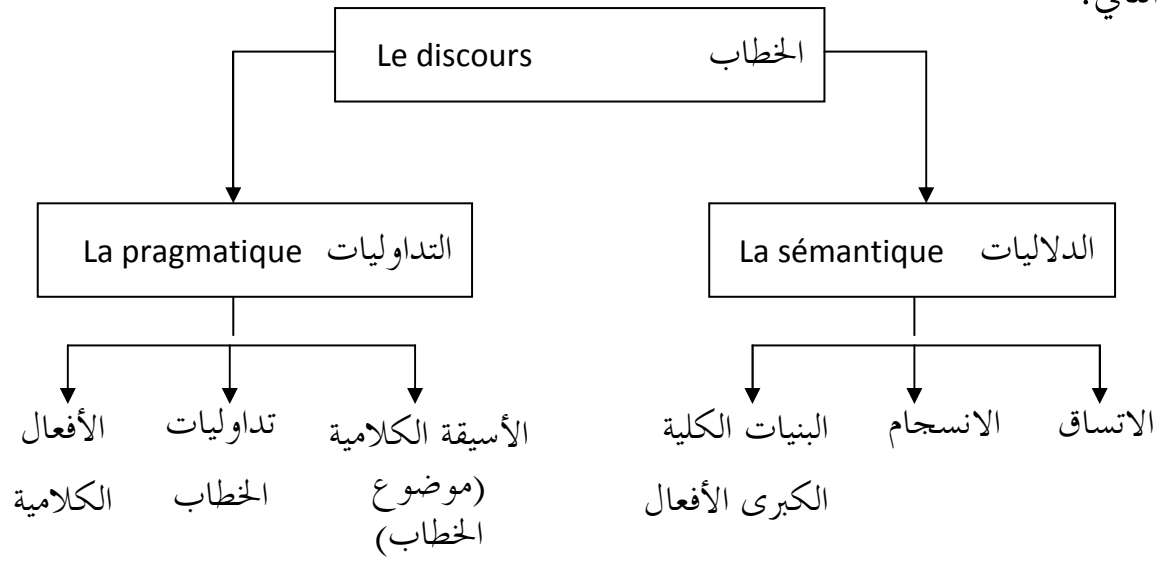 الخطاب Le discours
الدلاليات La sémantique
التداوليات La pragmatique
الاتساق
الانسجام
البنيات الكلية
الكبرى الأفعال
الأسيقة الكلامية
(موضوع
الخطاب)
تداوليات
الخطاب
الأفعال
الكلامية